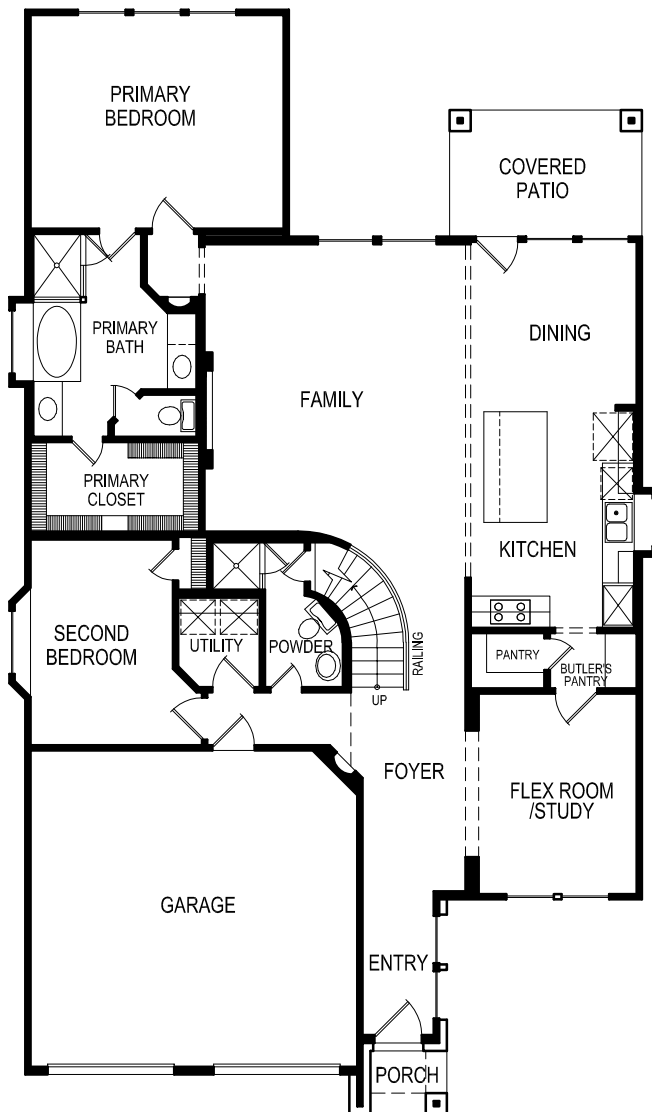 PRIMARY
BEDROOM
COVERED
PATIO
PRIMARY
BATH
DINING
FAMILY
PRIMARY
CLOSET
KITCHEN
SECOND
BEDROOM
UTILITY
POWDER
RAILING
UP
PANTRY
BUTLER'S
PANTRY
FOYER
FLEX ROOM
/STUDY
GARAGE
ENTRY
PORCH